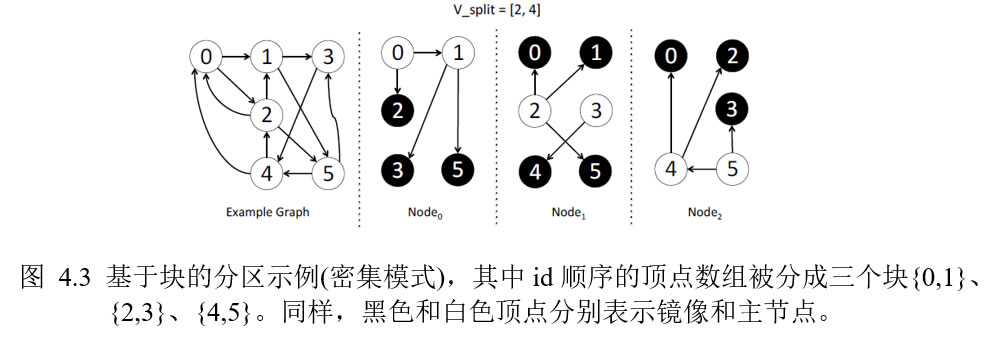 V_split = [2, 4]
0 1 3
2
4 5
Example Graph
0 1
2
3 5
Node0
0 1
2 3
4 5
Node1
0 2
3
4 5
Node2
图 4.3 基于块的分区示例(密集模式)，其中 id 顺序的顶点数组被分成三个块{0,1}、
{2,3}、{4,5}。同样，黑色和白色顶点分别表示镜像和主节点。